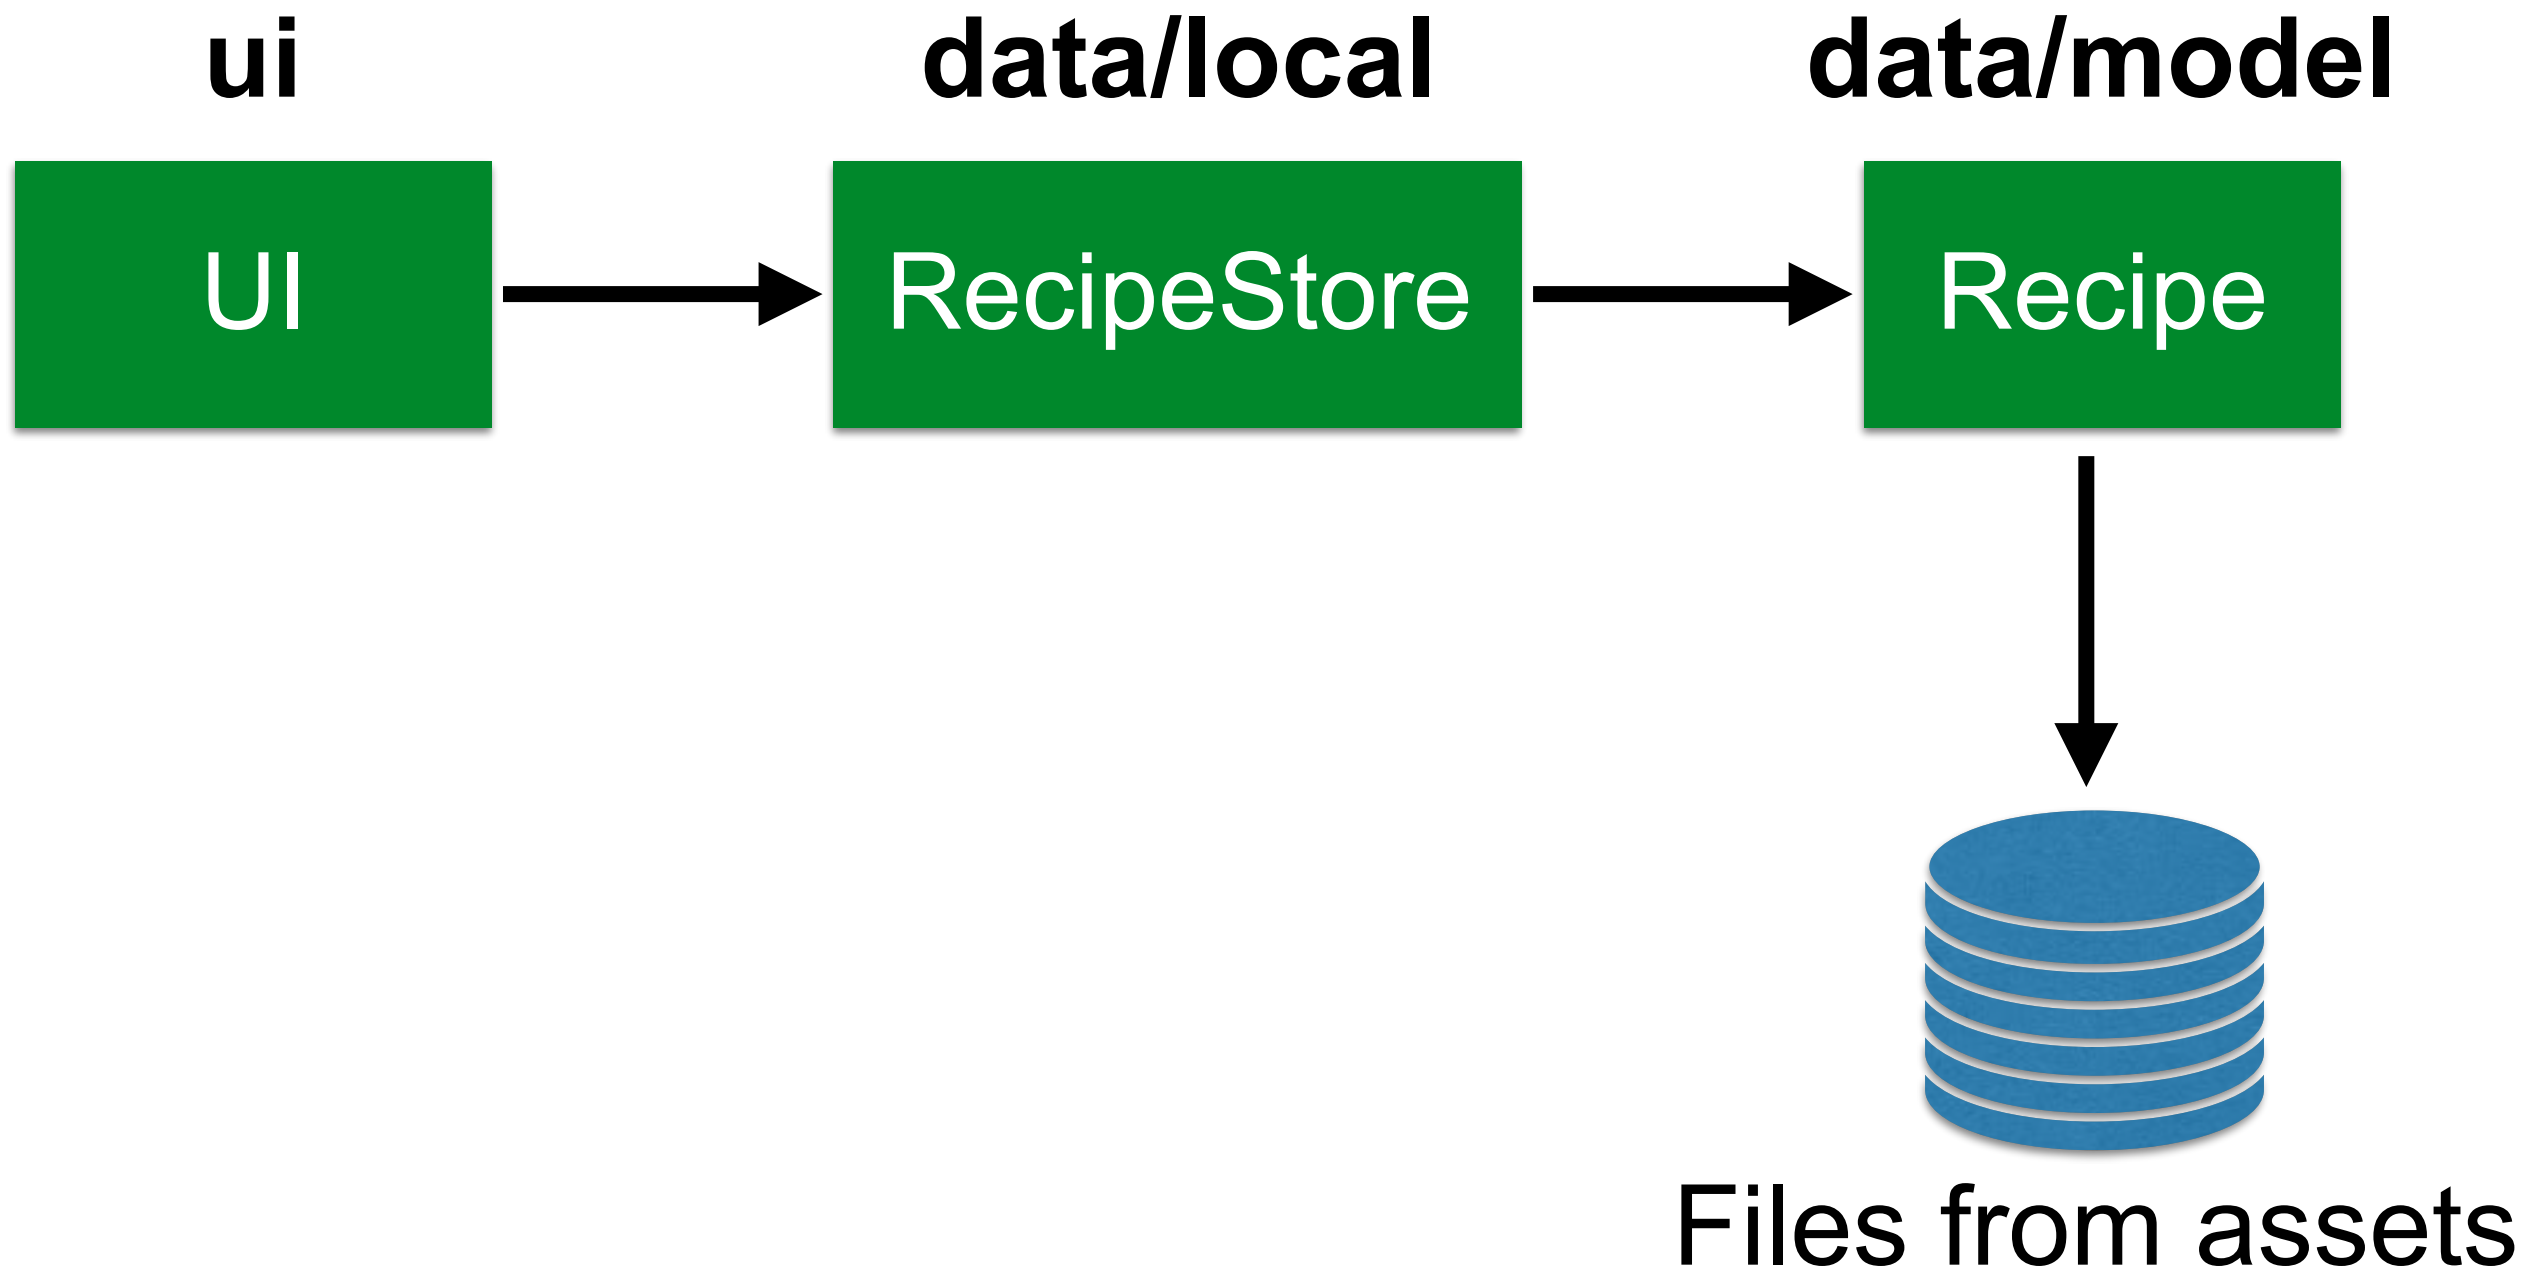 ui
data/local
data/model
UI
RecipeStore
Recipe
Files from assets